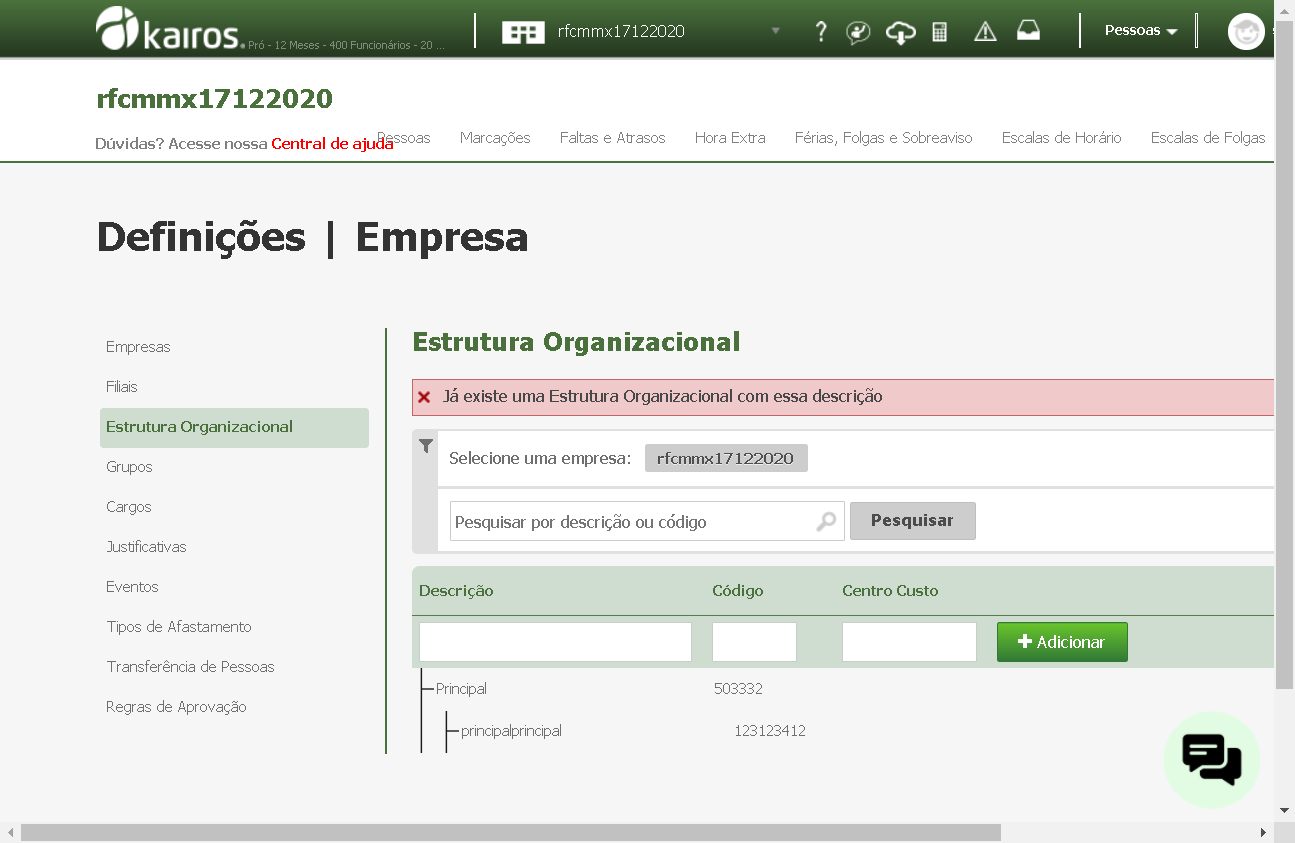 kairos. Pró - 12 Meses - 400 Funcionários - 20 ... rfcmmx17122020 ? Pessoas
rfcmmx17122020
Dúvidas? Acesse nossa Central de ajuda
Pessoas Marcações Faltas e Atrasos Hora Extra Férias, Folgas e Sobreaviso Escalas de Horário Escalas de Folgas
Definições | Empresa
Empresas
Filiais
Estrutura Organizacional
Grupos
Cargos
Justificativas
Eventos
Tipos de Afastamento
Transferência de Pessoas
Regras de Aprovação
Estrutura Organizacional
Já existe uma Estrutura Organizacional com essa descrição
Selecione uma empresa: rfcmmx17122020
Pesquisar por descrição ou código Pesquisar
Descrição Código Centro Custo
Adicionar
Principal 503332
principalprincipal 123123412